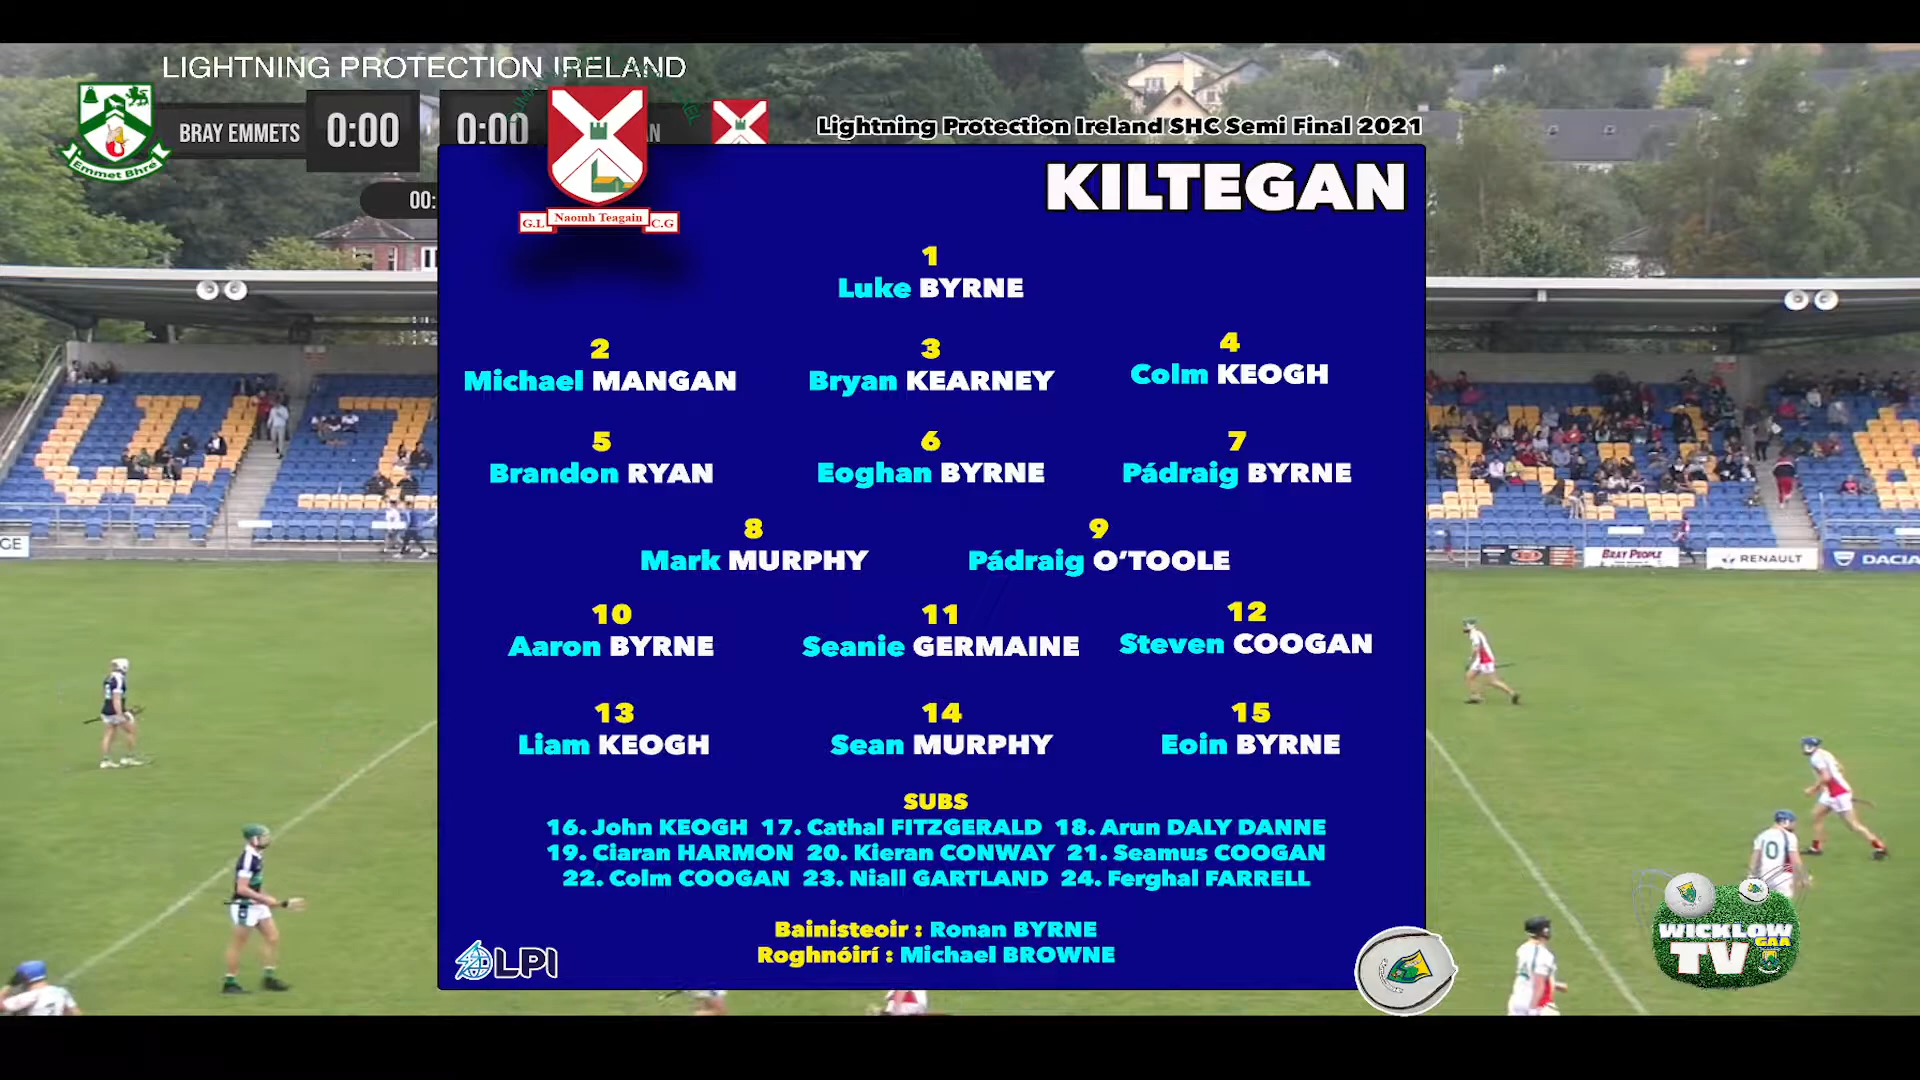 LIGHTNING PROTECTION IRELAND
BRAY EMMETS 0:00 0:00
Emmet Bhré
00:
Lightning Protection Ireland SHC Semi Final 2021
KILTEGAN
G.L Naomh Teagain C.G
1
Luke BYRNE
2 3 4
Michael MANGAN Bryan KEARNEY Colm KEOGH
5 6 7
Brandon RYAN Eoghan BYRNE Pádraig BYRNE
8 9
Mark MURPHY Pádraig O'TOOLE
10 11 12
Aaron BYRNE Seanie GERMAINE Steven COOGAN
13 14 15
Liam KEOGH Sean MURPHY Eoin BYRNE
SUBS
16. John KEOGH 17. Cathal FITZGERALD 18. Arun DALY DANNE
19. Ciaran HARMON 20. Kieran CONWAY 21. Seamus COOGAN
22. Colm COOGAN 23. Niall GARTLAND 24. Ferghal FARRELL
Bainisteoir : Ronan BYRNE
Roghnóirí : Michael BROWNE
LPI
GE
BRAY PEOPLE
RENAULT
DACIA
WICKLOW
GAA
TV